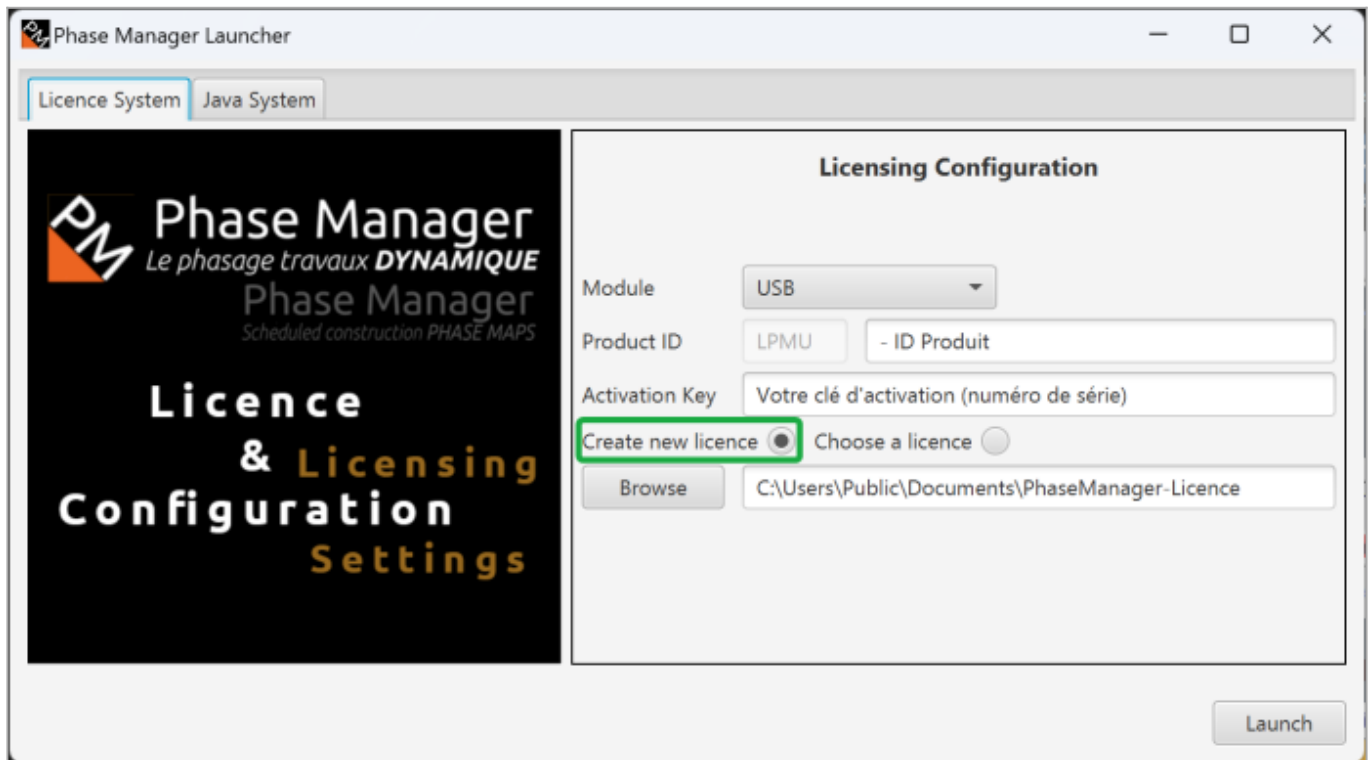 Phase Manager Launcher
Licence System
Java System
PM Phase Manager
Le phasage travaux DYNAMIQUE
Phase Manager
Scheduled construction PHASE MAPS
Licence
& Licensing
Configuration
Settings
Licensing Configuration
Module USB
Product ID LPMU - ID Produit
Activation Key Votre clé d'activation (numéro de série)
Create new licence Choose a licence
Browse C:\Users\Public\Documents\PhaseManager-Licence
Launch